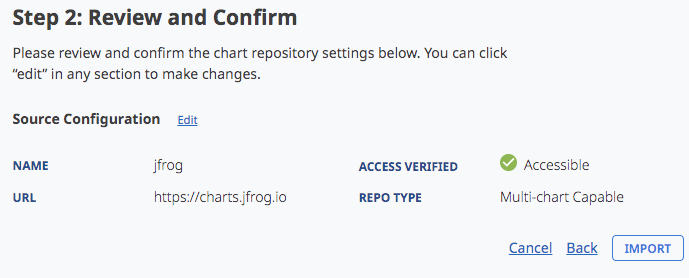 Step 2: Review and Confirm
Please review and confirm the chart repository settings below. You can click
“edit” in any section to make changes.
Source Configuration Edit
NAME jfrog ACCESS VERIFIED Accessible
URL https://charts.jfrog.io REPO TYPE Multi-chart Capable
Cancel Back IMPORT